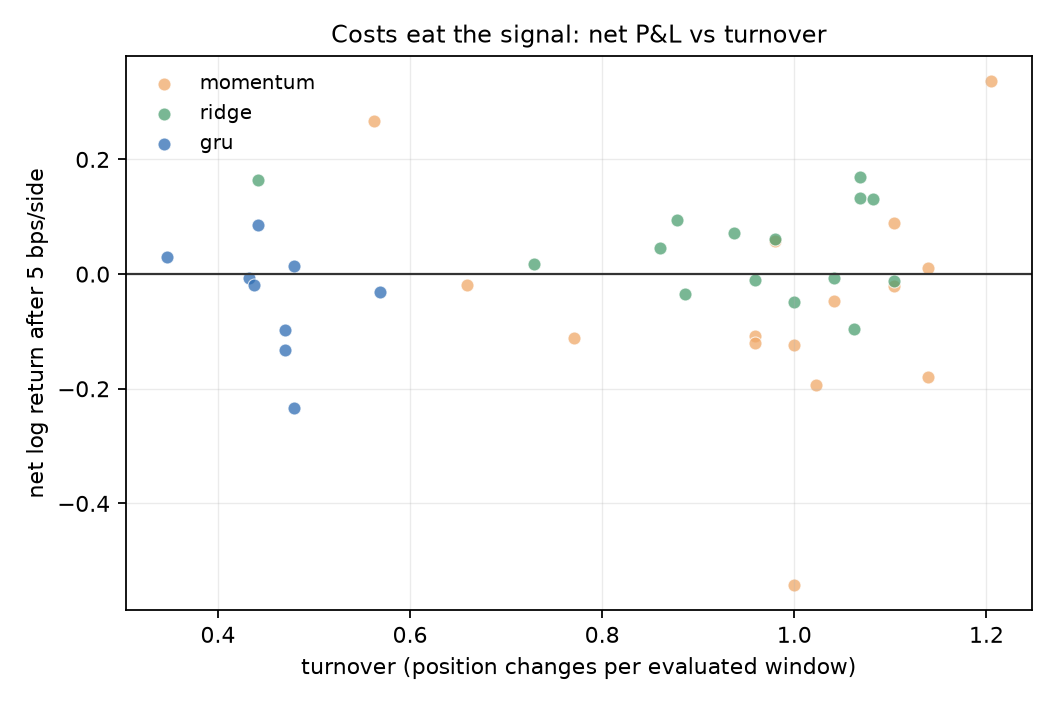 Costs eat the signal: net P&L vs turnover
momentum
ridge
gru
net log return after 5 bps/side
0.2
0.0
−0.2
−0.4
0.4
0.6
0.8
1.0
1.2
turnover (position changes per evaluated window)